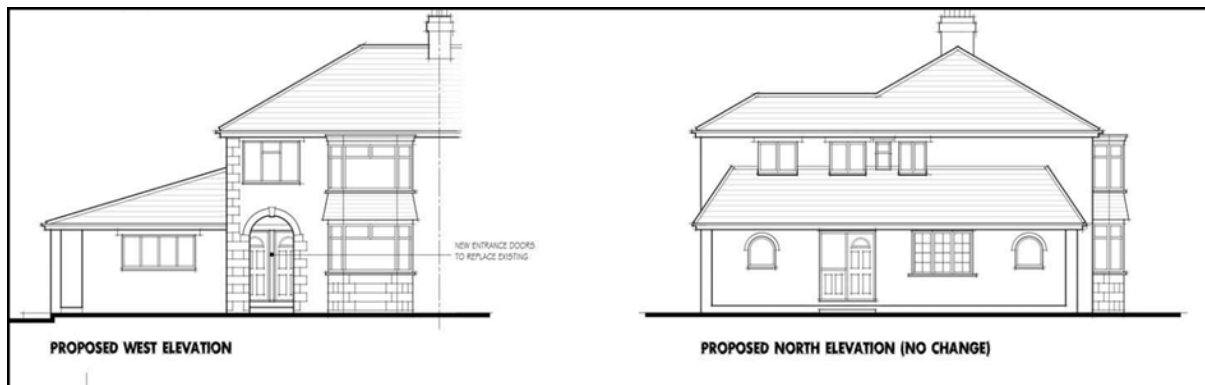 NEW ENTRANCE DOORS
TO REPLACE EXISTING
PROPOSED WEST ELEVATION
PROPOSED NORTH ELEVATION (NO CHANGE)